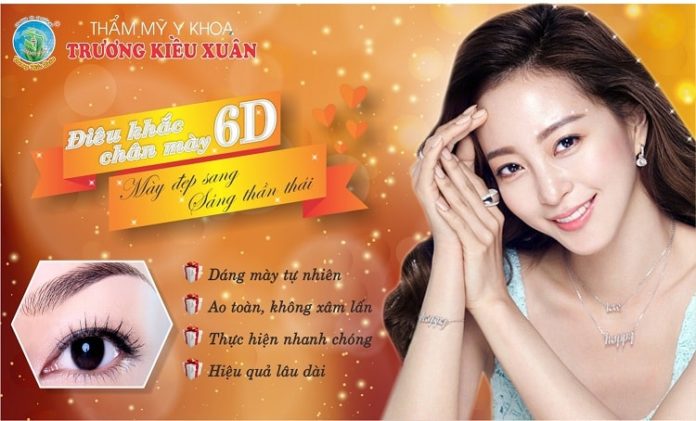 THẨM MỸ Y KHOA
TRƯƠNG KIỀU XUÂN
Điêu khắc
chân mày 6D
Mày đẹp sang
Sáng thần thái
Dáng mày tự nhiên
Ao toàn, không xâm lấn
Thực hiện nhanh chóng
Hiệu quả lâu dài